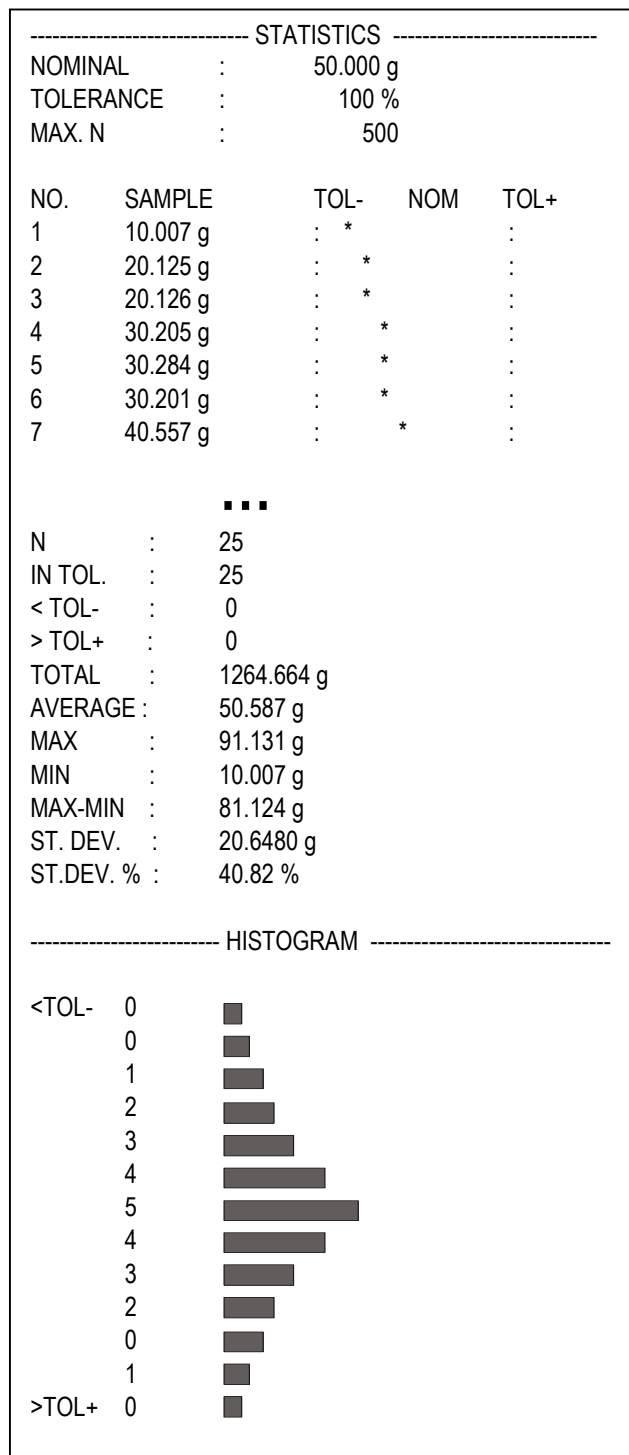 ------------------------------ STATISTICS ----------------------------
NOMINAL : 50.000 g
TOLERANCE : 100 %
MAX. N : 500
NO. SAMPLE TOL- NOM TOL+
1 10.007 g : * :
2 20.125 g : * :
3 20.126 g : * :
4 30.205 g : * :
5 30.284 g : * :
6 30.201 g : * :
7 40.557 g : * :
...
N : 25
IN TOL. : 25
< TOL- : 0
> TOL+ : 0
TOTAL : 1264.664 g
AVERAGE : 50.587 g
MAX : 91.131 g
MIN : 10.007 g
MAX-MIN : 81.124 g
ST. DEV. : 20.6480 g
ST.DEV. % : 40.82 %
-------------------------- HISTOGRAM ---------------------------------
<TOL- 0
0
1
2
3
4
5
4
3
2
0
1
>TOL+ 0